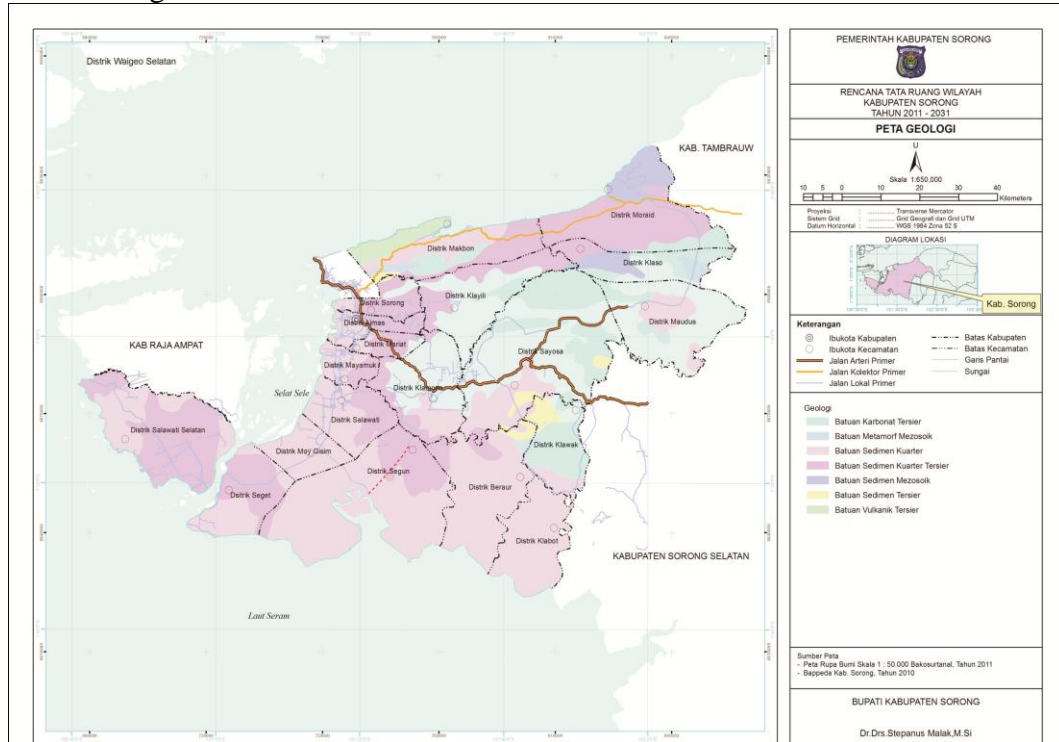 Distrik Waigeo Selatan
KAB. TAMBRAUW
Distrik Moraid
Distrik Makbon
Distrik Klaso
Distrik Klayili
Distrik Sorong
Distrik Aimas
Distrik Maudus
Distrik Mariat
KAB RAJA AMPAT
Distrik Sayosa
Distrik Mayamuk
Selat Sele
Distrik Klamono
Distrik Salawati Selatan
Distrik Salawati
Distrik Klawak
Distrik Moy Gisim
Distrik Segun
Distrik Beraur
Distrik Seget
Distrik Klabot
KABUPATEN SORONG SELATAN
Laut Seram
PEMERINTAH KABUPATEN SORONG
RENCANA TATA RUANG WILAYAH
KABUPATEN SORONG
TAHUN 2011 - 2031
PETA GEOLOGI
U
Skala 1:650,000
10 5 0 10 20 30 40
Kilometers
Proyeksi : .............. Transverse Mercator
Sistem Grid : .............. Grid Geografi dan Grid UTM
Datum Horizontal : .............. WGS 1984 Zona 52 S
DIAGRAM LOKASI
Kab. Sorong
Keterangan
Ibukota Kabupaten
Ibukota Kecamatan
Jalan Arteri Primer
Jalan Kolektor Primer
Jalan Lokal Primer
Batas Kabupaten
Batas Kecamatan
Garis Pantai
Sungai
Geologi
Batuan Karbonat Tersier
Batuan Metamorf Mezosoik
Batuan Sedimen Kuarter
Batuan Sedimen Kuarter Tersier
Batuan Sedimen Mezosoik
Batuan Sedimen Tersier
Batuan Vulkanik Tersier
Sumber Peta
- Peta Rupa Bumi Skala 1 : 50.000 Bakosurtanal, Tahun 2011
- Bappeda Kab. Sorong, Tahun 2010
BUPATI KABUPATEN SORONG
Dr.Drs.Stepanus Malak,M.Si